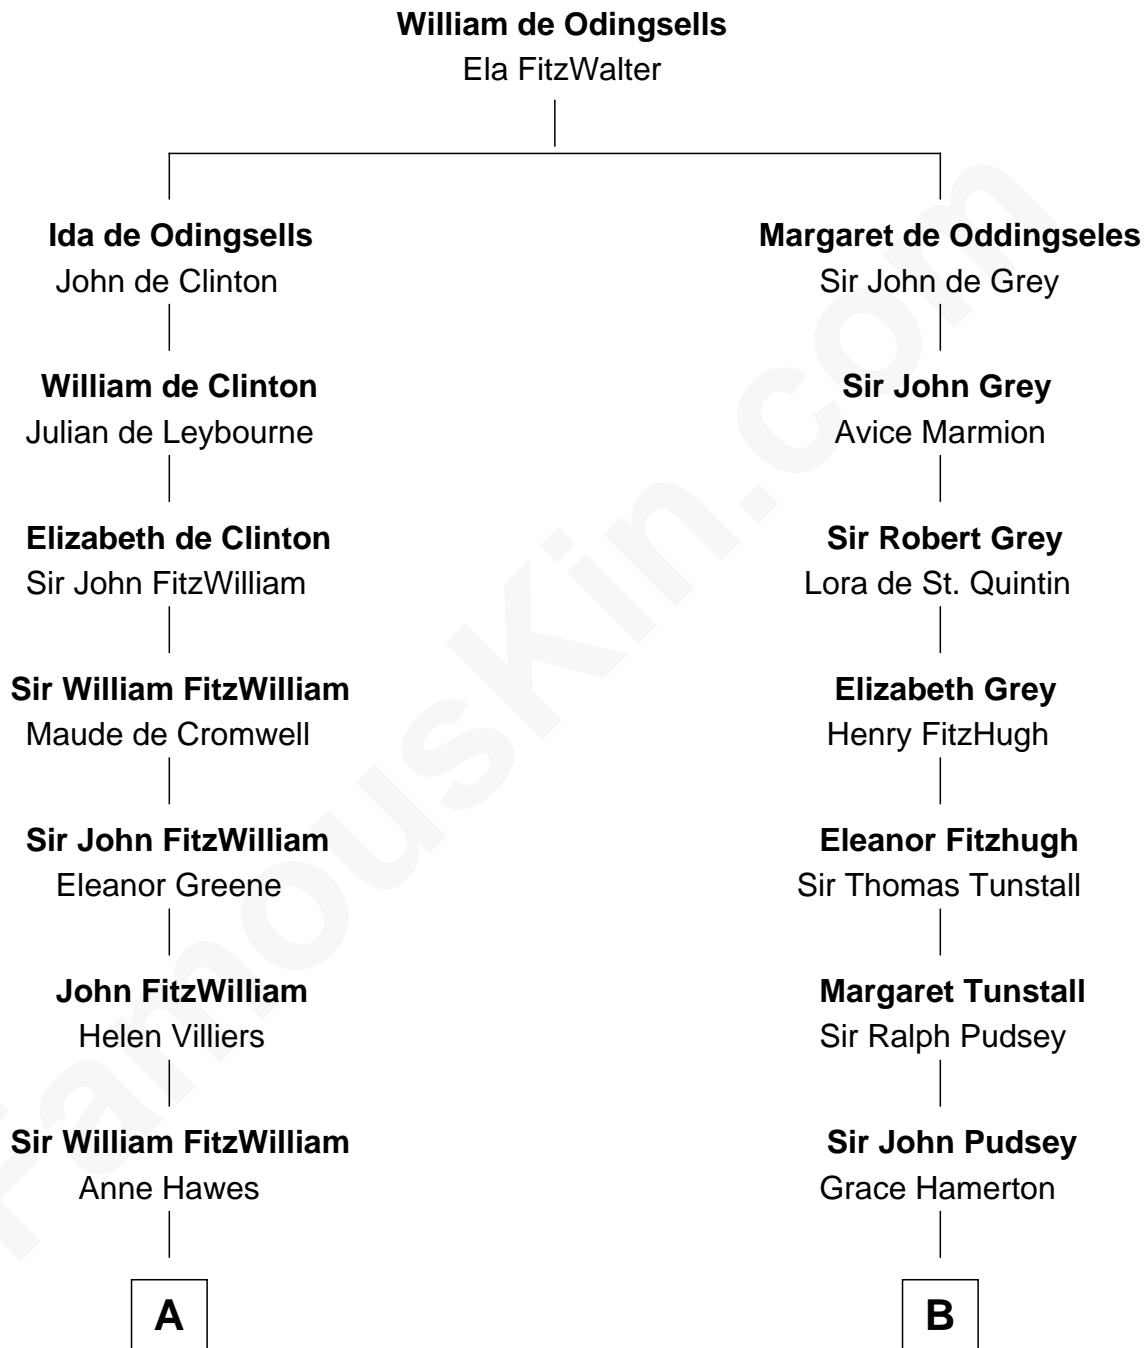 William de Odingsells
Ela FitzWalter
Ida de Odingsells
John de Clinton
Margaret de Oddingseles
Sir John de Grey
William de Clinton
Julian de Leybourne
Sir John Grey
Avice Marmion
Elizabeth de Clinton
Sir John FitzWilliam
Sir Robert Grey
Lora de St. Quintin
Sir William FitzWilliam
Maude de Cromwell
Elizabeth Grey
Henry FitzHugh
Sir John FitzWilliam
Eleanor Greene
Eleanor Fitzhugh
Sir Thomas Tunstall
John FitzWilliam
Helen Villiers
Margaret Tunstall
Sir Ralph Pudsey
Sir William FitzWilliam
Anne Hawes
Sir John Pudsey
Grace Hamerton
A
B
FamousKin.com